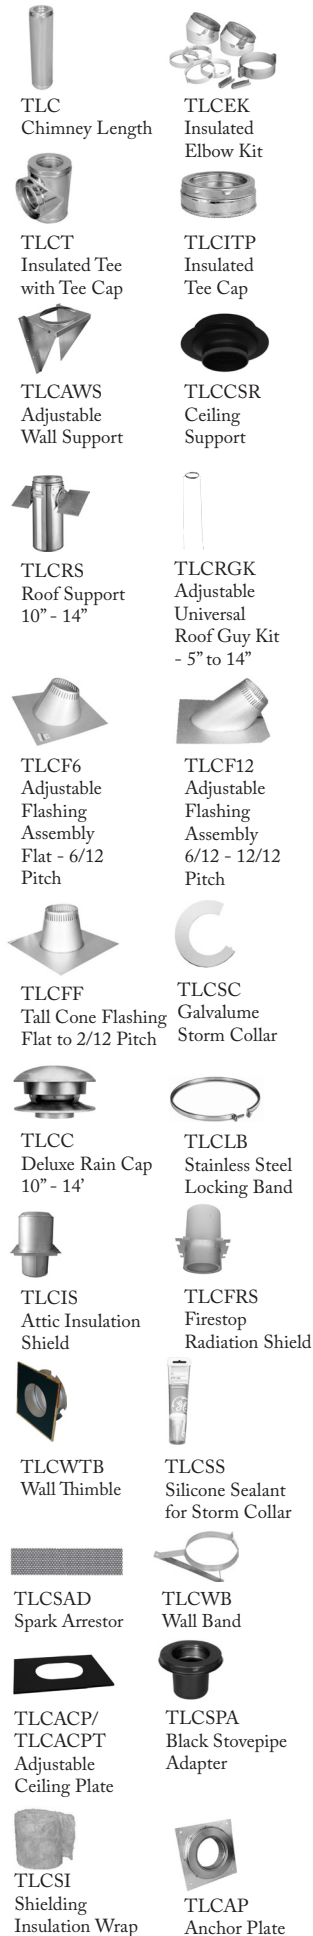 TLC
Chimney Length
TLCEK
Insulated
Elbow Kit
TLCT
Insulated Tee
with Tee Cap
TLCITP
Insulated
Tee Cap
TLCAWS
Adjustable
Wall Support
TLCCSR
Ceiling
Support
TLCRS
Roof Support
10” - 14”
TLCRGK
Adjustable
Universal
Roof Guy Kit
- 5” to 14”
TLCF6
Adjustable
Flashing
Assembly
Flat - 6/12
Pitch
TLCF12
Adjustable
Flashing
Assembly
6/12 - 12/12
Pitch
TLCFF
Tall Cone Flashing
Flat to 2/12 Pitch
TLCSC
Galvalume
Storm Collar
TLCC
Deluxe Rain Cap
10” - 14’
TLCLB
Stainless Steel
Locking Band
TLCIS
Attic Insulation
Shield
TLCFRS
Firestop
Radiation Shield
TLCWTB
Wall Thimble
TLCSS
Silicone Sealant
for Storm Collar
TLCSAD
Spark Arrestor
TLCWB
Wall Band
TLCACP/
TLCACPT
Adjustable
Ceiling Plate
TLCSPA
Black Stovepipe
Adapter
TLCSI
Shielding
Insulation Wrap
TLCAP
Anchor Plate